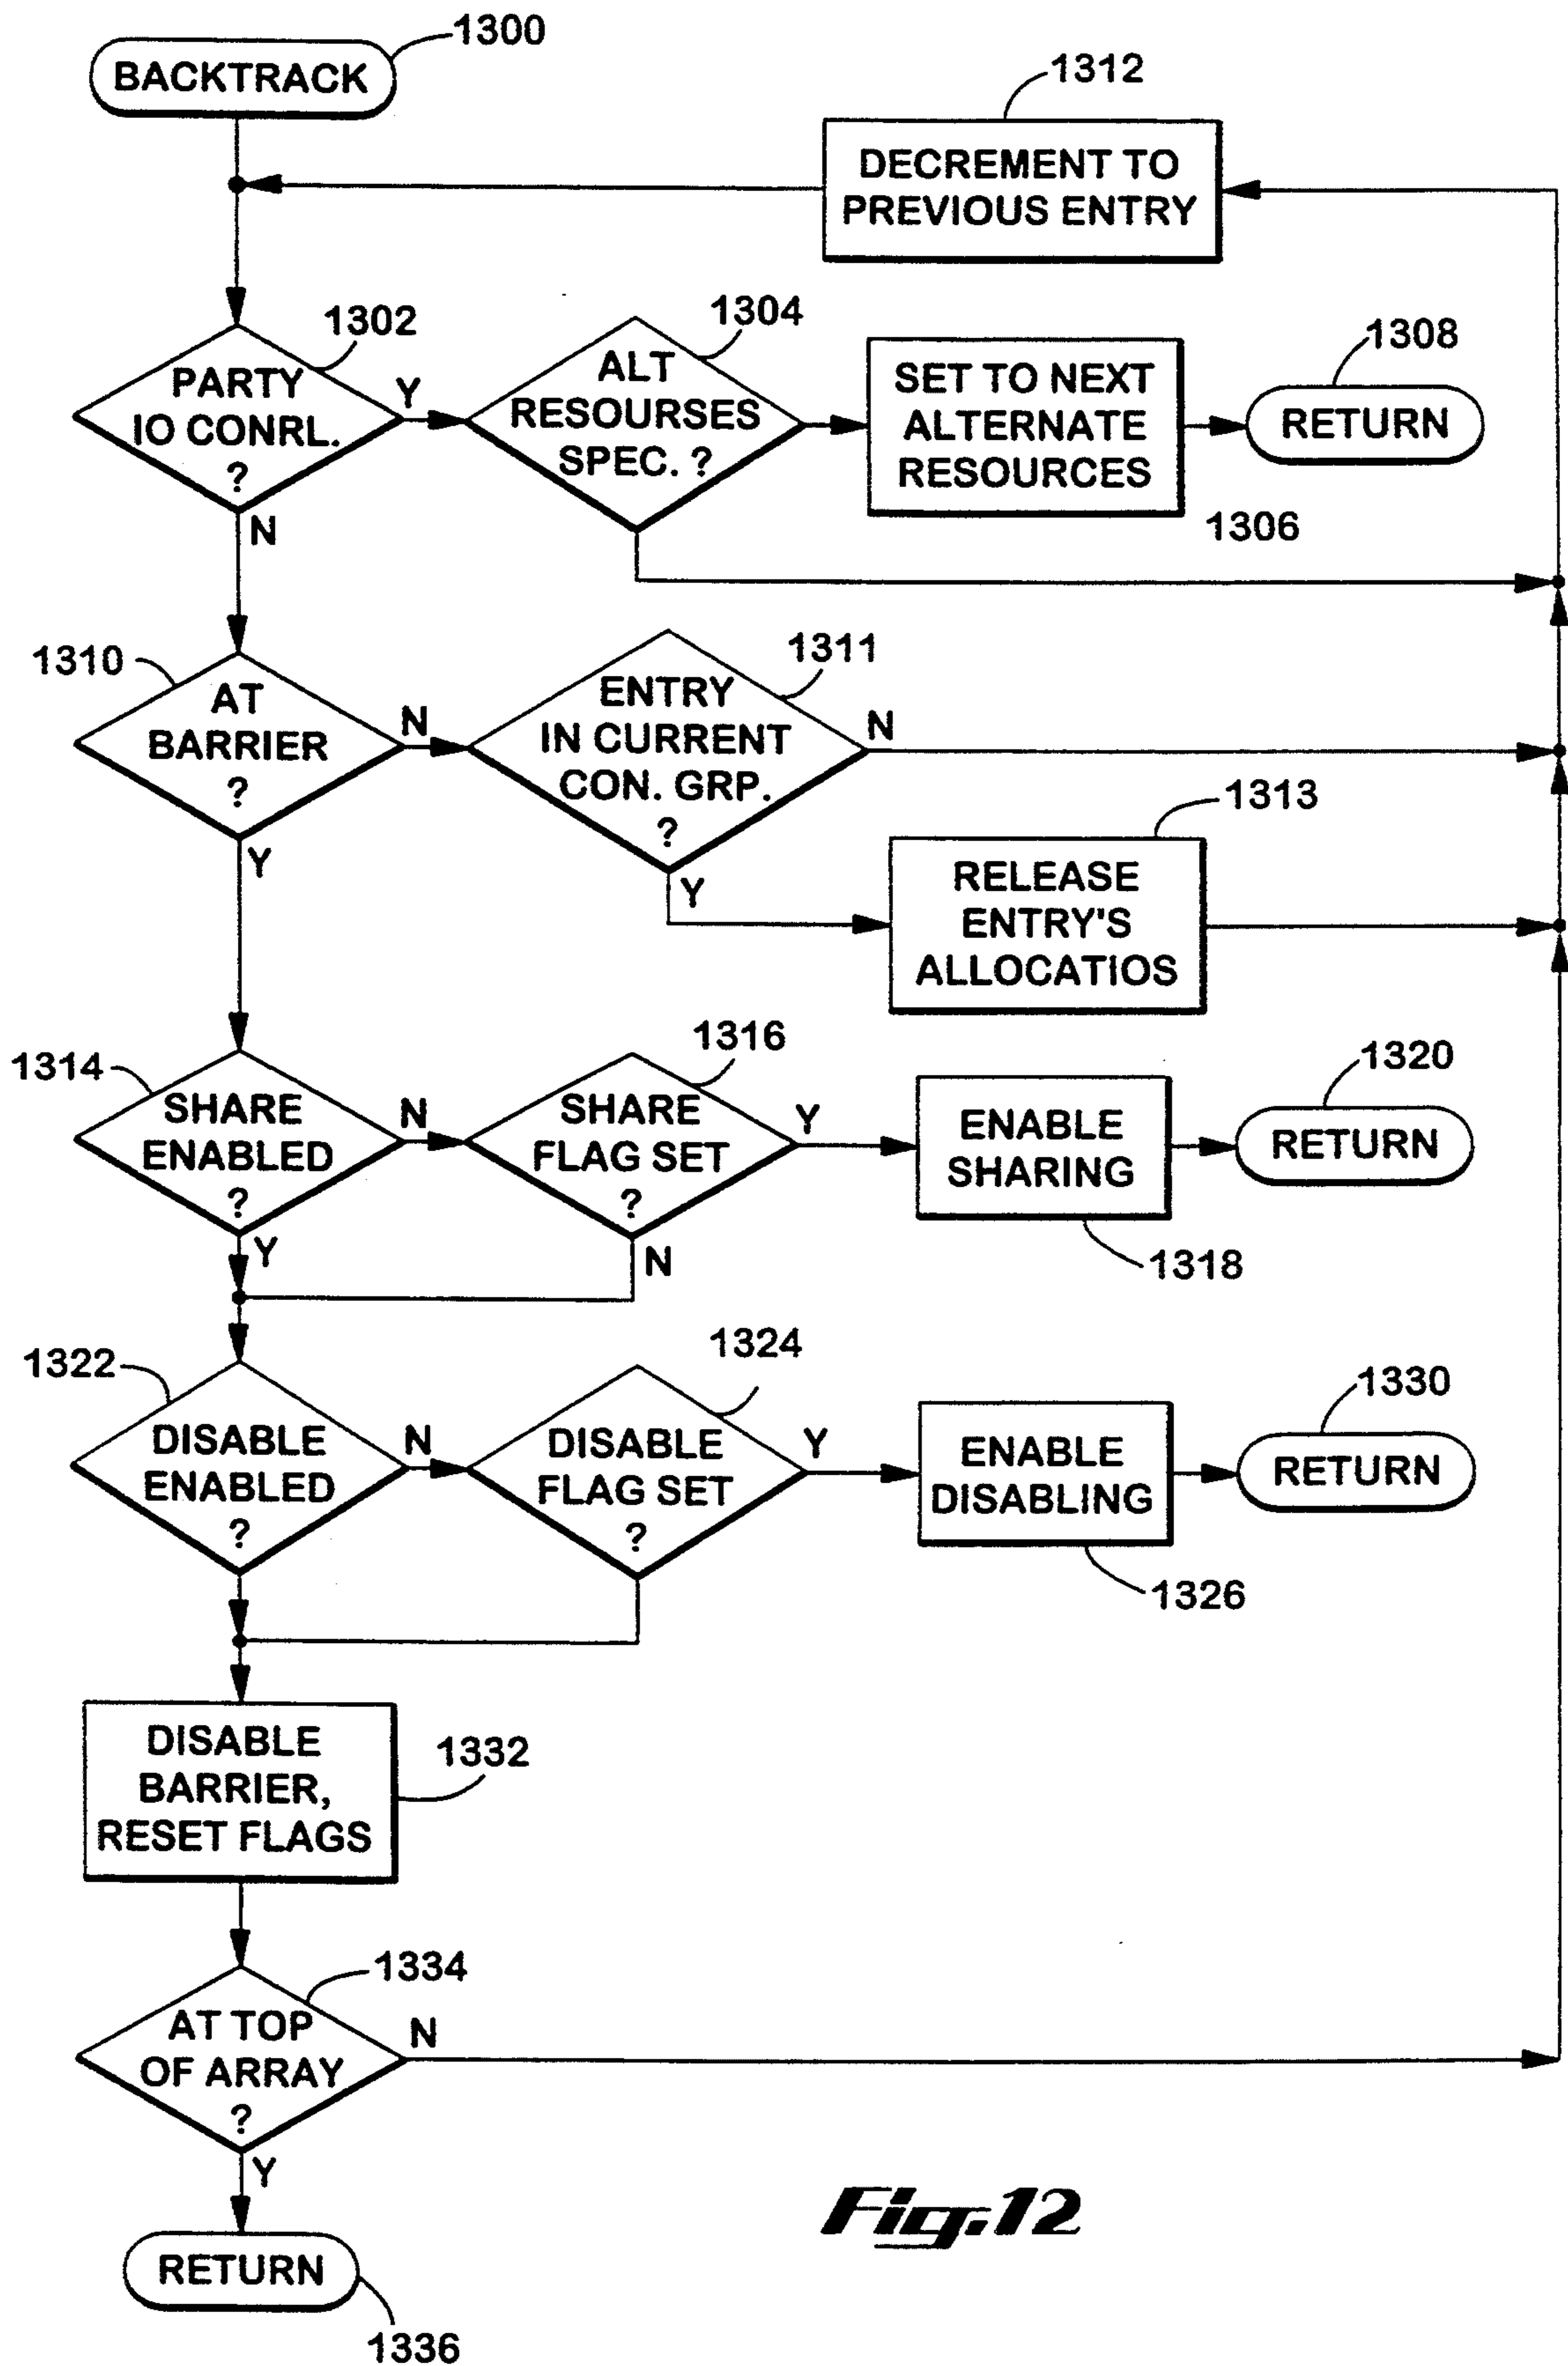 1300
BACKTRACK
1312
DECREMENT TO
PREVIOUS ENTRY
1302
PARTY
IO CONRL.
?
Y
N
1304
ALT
RESOURSES
SPEC. ?
SET TO NEXT
ALTERNATE
RESOURCES
1306
1308
RETURN
1310
AT
BARRIER
?
N
Y
1311
ENTRY
IN CURRENT
CON. GRP.
?
N
Y
1313
RELEASE
ENTRY'S
ALLOCATIOS
1314
SHARE
ENABLED
?
N
Y
1316
SHARE
FLAG SET
?
Y
N
ENABLE
SHARING
1318
1320
RETURN
1322
DISABLE
ENABLED
?
N
1324
DISABLE
FLAG SET
?
Y
ENABLE
DISABLING
1326
1330
RETURN
DISABLE
BARRIER,
RESET FLAGS
1332
1334
AT TOP
OF ARRAY
?
N
Y
RETURN
1336
Fig.12